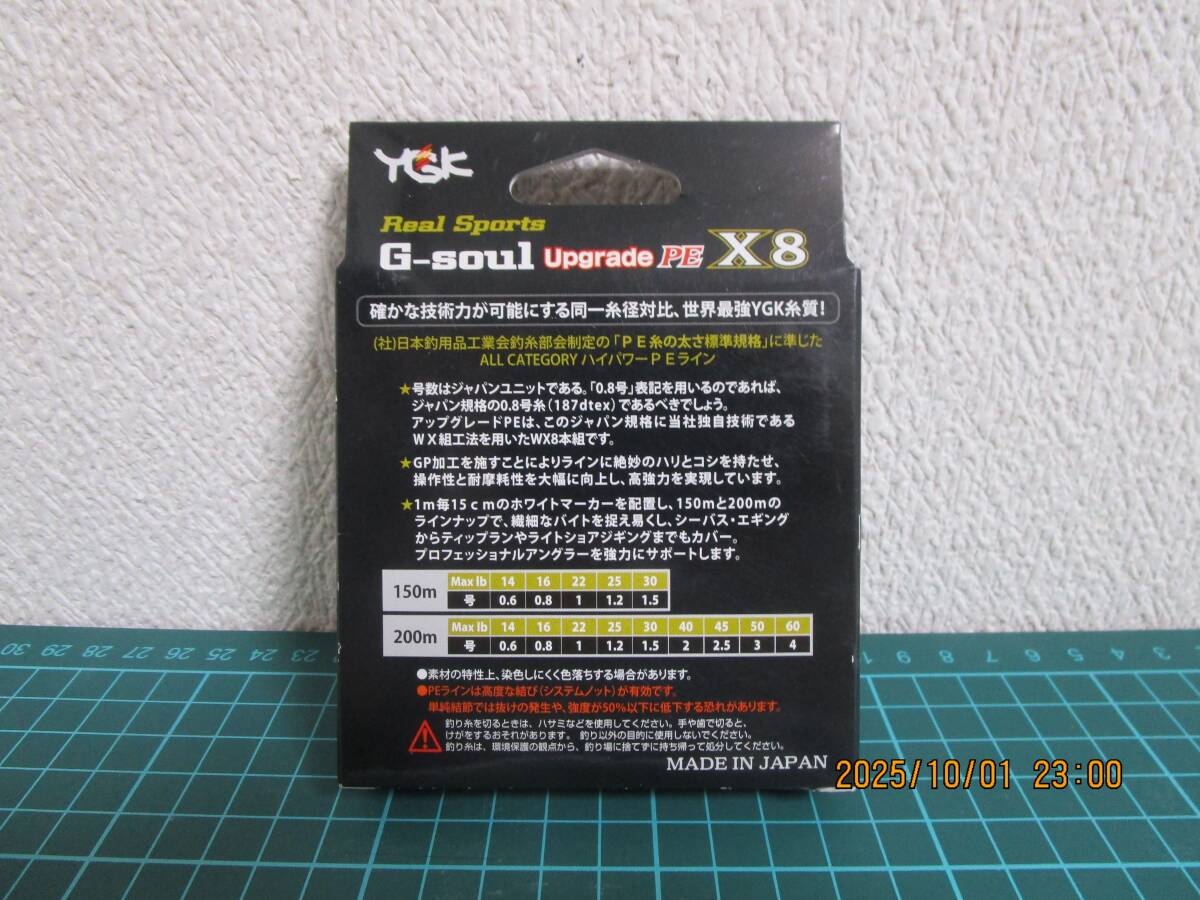 YGK
Real Sports
G-soul Upgrade PE X8
確かな技術力が可能にする同一糸径対比、世界最強YGK糸質!
(社)日本釣用品工業会釣糸部会制定の「PE糸の太さ標準規格」に準じた
ALL CATEGORY ハイパワーPEライン
★号数はジャパンユニットである。「0.8号」表記を用いるのであれば、
ジャパン規格の0.8号糸(187dtex)であるべきでしょう。
アップグレードPEは、このジャパン規格に当社独自技術である
WX組工法を用いたWX8本組です。
★GP加工を施すことによりラインに絶妙のハリとコシを持たせ、
操作性と耐摩耗性を大幅に向上し、高強力を実現しています。
★1m毎15cmのホワイトマーカーを配置し、150mと200mの
ラインナップで、繊細なバイトを捉え易くし、シーバス・エギング
からティップランやライトショアジギングまでもカバー。
プロフェッショナルアングラーを強力にサポートします。
150m
Max lb 14 16 22 25 30
号 0.6 0.8 1 1.2 1.5
200m
Max lb 14 16 22 25 30 40 45 50 60
号 0.6 0.8 1 1.2 1.5 2 2.5 3 4
●素材の特性上、染色しにくく色落ちする場合があります。
●PEラインは高度な結び(システムノット)が有効です。
単純結節では抜けの発生や、強度が50%以下に低下する恐れがあります。
釣り糸を切るときは、ハサミなどを使用してください。手や歯で切ると、
けがをするおそれがあります。 釣り以外の目的に使用しないでください。
釣り糸は、環境保護の観点から、釣り場に捨てずに持ち帰って処分してください。
MADE IN JAPAN
2025/10/01 23:00
30 29 28 27 26 25 24 23 22
9 8 7 6 5 4 3 2 1